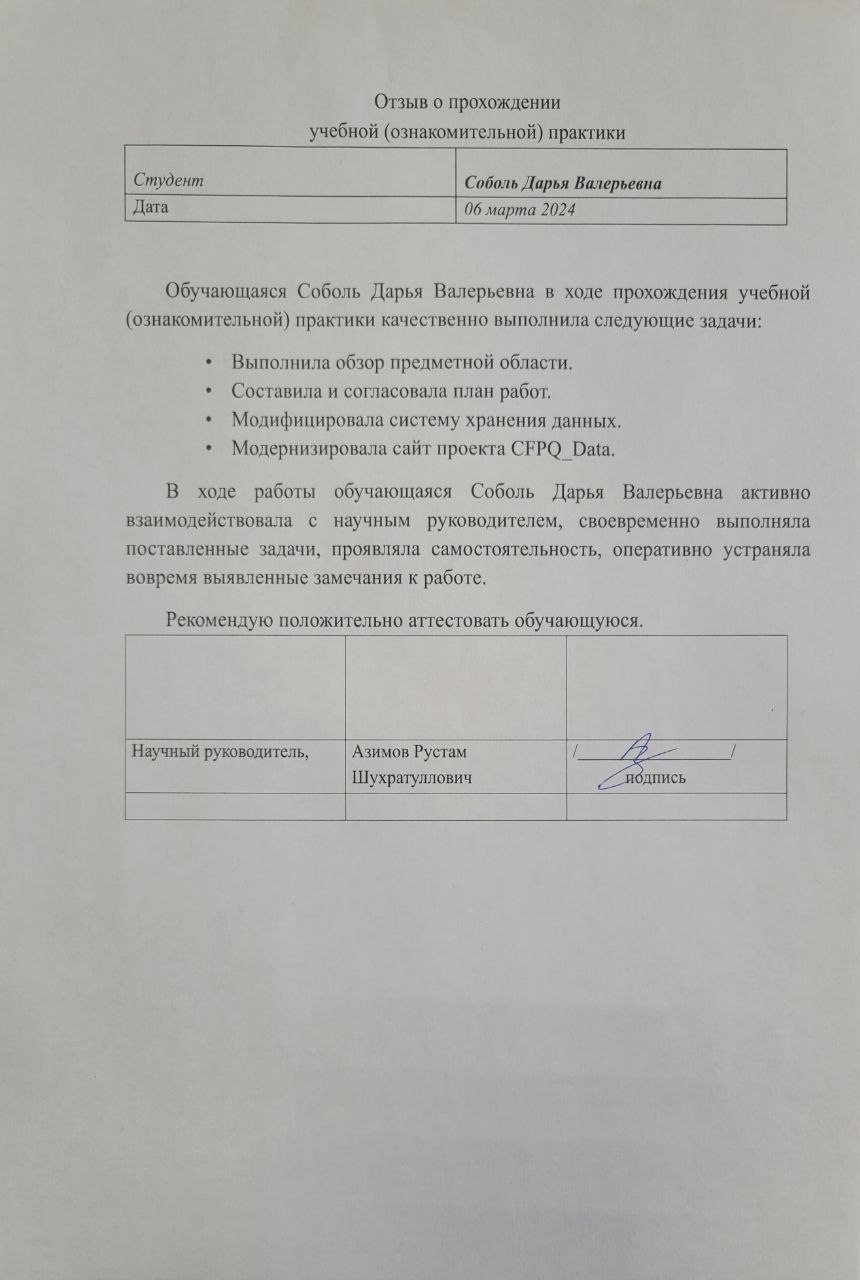 Отзыв о прохождении
учебной (ознакомительной) практики
Студент Соболь Дарья Валерьевна
Дата 06 марта 2024
Обучающаяся Соболь Дарья Валерьевна в ходе прохождения учебной
(ознакомительной) практики качественно выполнила следующие задачи:
• Выполнила обзор предметной области.
• Составила и согласовала план работ.
• Модифицировала систему хранения данных.
• Модернизировала сайт проекта CFPQ_Data.
В ходе работы обучающаяся Соболь Дарья Валерьевна активно
взаимодействовала с научным руководителем, своевременно выполняла
поставленные задачи, проявляла самостоятельность, оперативно устраняла
вовремя выявленные замечания к работе.
Рекомендую положительно аттестовать обучающуюся.
Научный руководитель, Азимов Рустам /__________________/
Шухратуллович подпись